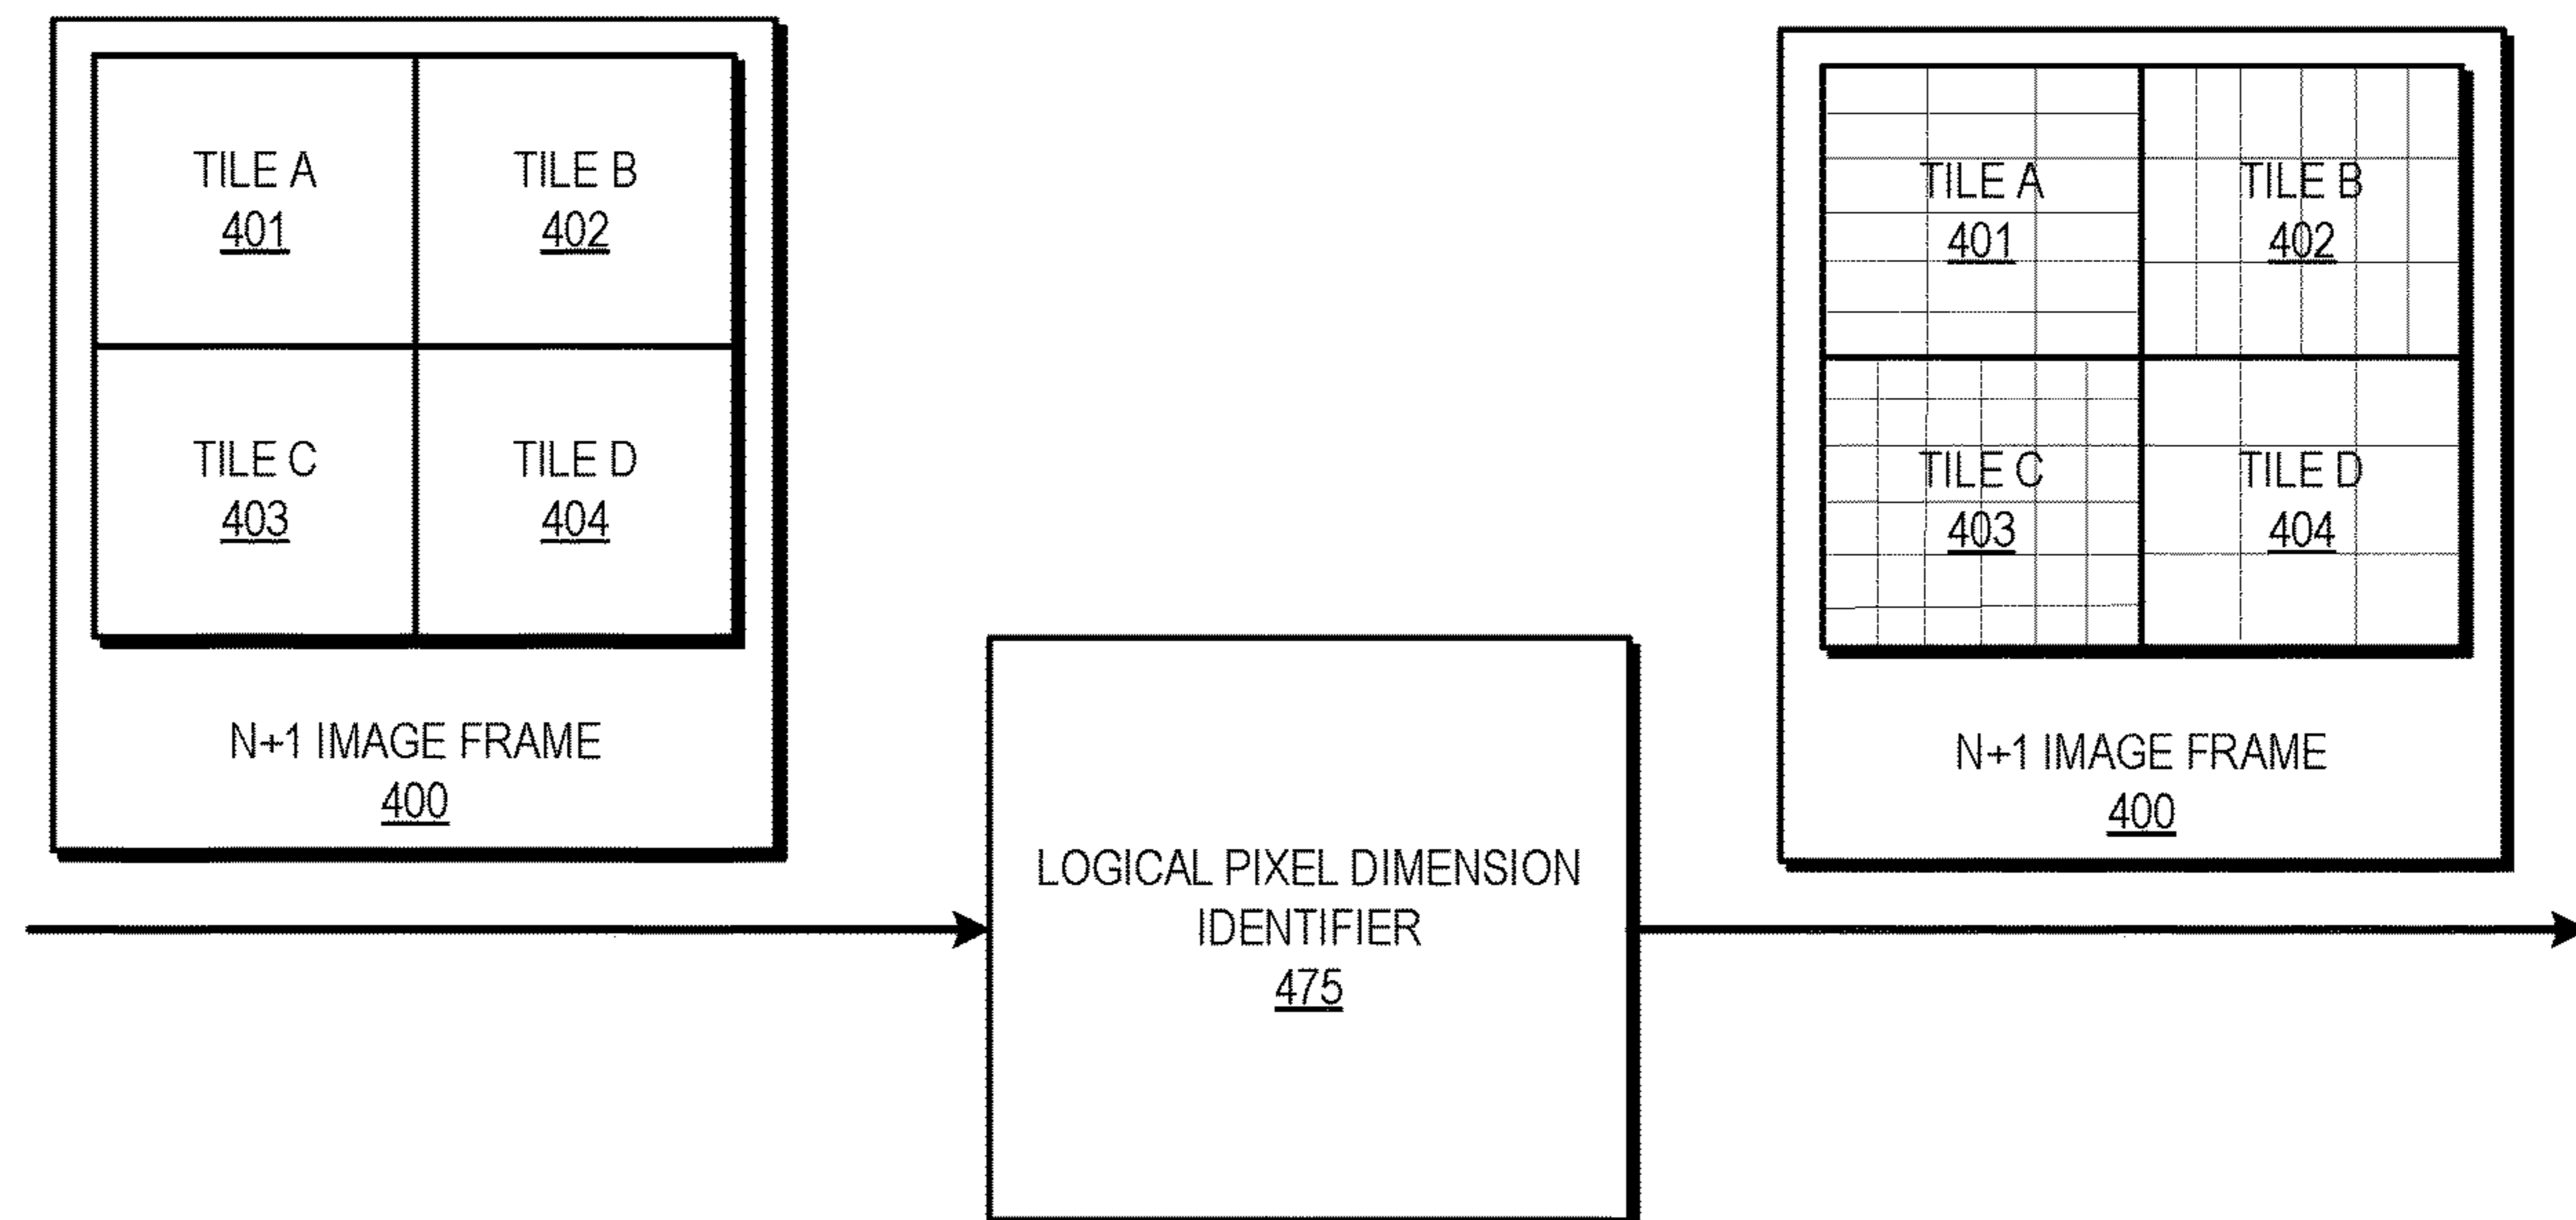 TILE A
401
TILE B
402
TILE C
403
TILE D
404
N+1 IMAGE FRAME
400
LOGICAL PIXEL DIMENSION
IDENTIFIER
475
TILE A
401
TILE B
402
TILE C
403
TILE D
404
N+1 IMAGE FRAME
400